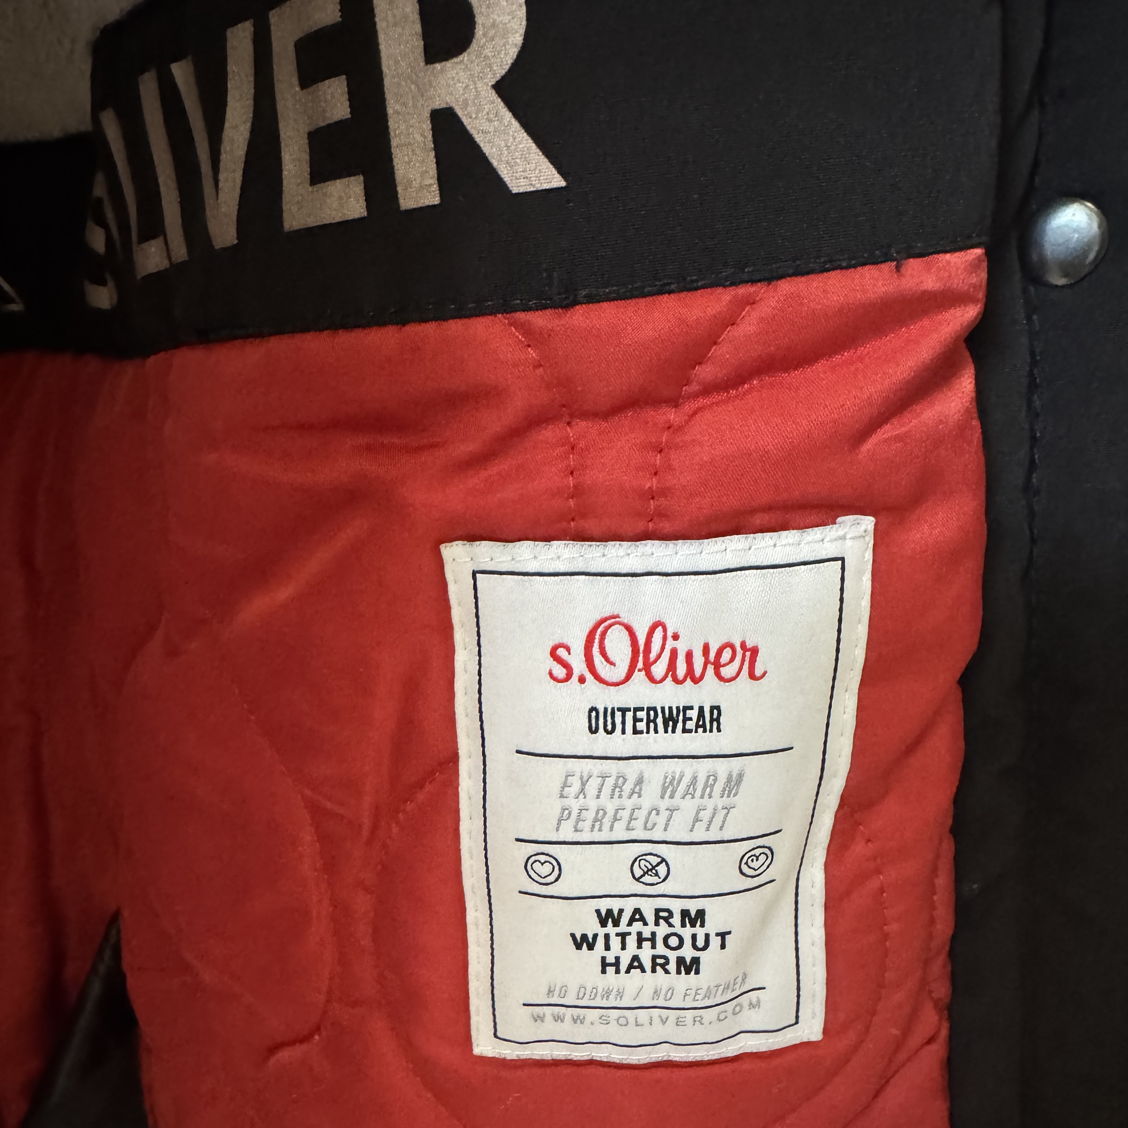 S.OLIVER
s.Oliver
OUTERWEAR
EXTRA WARM
PERFECT FIT
WARM
WITHOUT
HARM
NO DOWN / NO FEATHER
WWW.SOLIVER.COM